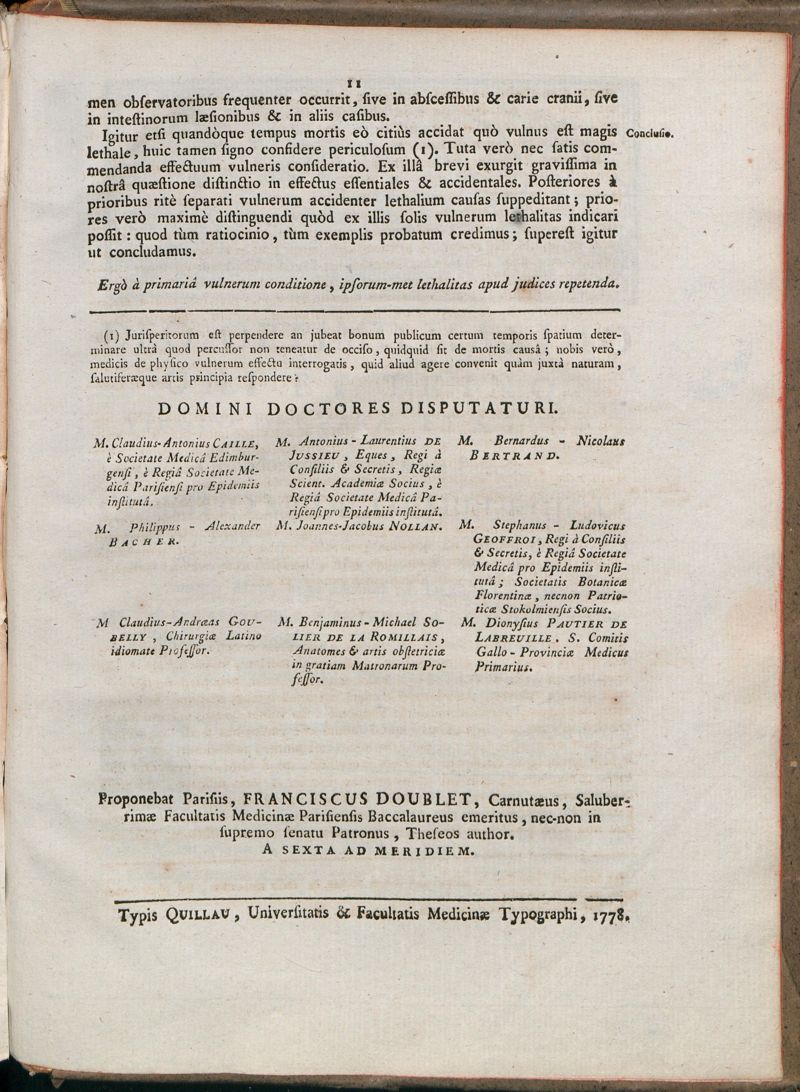 11
men obſervatoribus frequenter occurrit, ſive in abſceſſibus & carie cranii, ſive
in inteſtinorum læſionibus & in aliis caſibus.
Igitur etſi quandòque tempus mortis eò citiùs accidat quò vulnus eſt magis
Concluſio.
lethale, huic tamen ſigno confidere periculoſum (1). Tuta verò nec ſatis com-
mendanda effectuum vulneris conſideratio. Ex illâ brevi exurgit graviſſima in
noſtrâ quæſtione diſtinctio in effectus eſſentiales & accidentales. Poſteriores à
prioribus ritè ſeparati vulnerum accidenter lethalium cauſas ſuppeditant; prio-
res verò maximè diſtinguendi quòd ex illis ſolis vulnerum lethalitas indicari
poſſit : quod tùm ratiocinio, tùm exemplis probatum credimus; ſupereſt igitur
ut concludamus.
Ergò à primariâ vulnerum conditione, ipſorum-met lethalitas apud judices repetenda.
(1) Juriſperitorum eſt perpendere an jubeat bonum publicum certum temporis ſpatium deter-
minare ultrà quod percuſſor non teneatur de occiſo, quidquid ſit de mortis causâ; nobis verò,
medicis de phyſico vulnerum effectu interrogatis, quid aliud agere convenit quàm juxtà naturam,
ſalutiferæque artis principia reſpondere?
DOMINI DOCTORES DISPUTATURI.
M. Claudius-Antonius CAILLE,
è Societate Medicâ Edimbur-
genſi, è Regiâ Societate Me-
dicâ Pariſienſi pro Epidemiis
inſtitutâ.
M. Antonius-Laurentius DE
JUSSIEU, Eques, Regi à
Conſiliis & Secretis, Regiæ
Scient. Academiæ Socius, è
Regiâ Societate Medicâ Pa-
riſienſi pro Epidemiis inſtitutâ.
M. Bernardus-Nicolaus
BERTRAND.
M. Philippus-Alexander
BACHER.
M. Joannes-Jacobus NOLLAN.
M. Stephanus-Ludovicus
GEOFFROI, Regi à Conſiliis
& Secretis, è Regiâ Societate
Medicâ pro Epidemiis inſti-
tutâ; Societatis Botanicæ
Florentinæ, necnon Patrio-
ticæ Stokolmienſis Socius.
M Claudius-Andræas GOU-
BELLY, Chirurgiæ Latino
idiomate Profeſſor.
M. Benjaminus-Michael SO-
LIER DE LA ROMILLAIS,
Anatomes & artis obſtetriciæ
in gratiam Matronarum Pro-
feſſor.
M. Dionyſius PAUTIER DE
LABREUILLE. S. Comitis
Gallo-Provinciæ Medicus
Primarius.
Proponebat Pariſiis, FRANCISCUS DOUBLET, Carnutæus, Saluber-
rimæ Facultatis Medicinæ Pariſienſis Baccalaureus emeritus, nec-non in
ſupremo ſenatu Patronus, Theſeos author.
A SEXTA AD MERIDIEM.
Typis QUILLAU, Univerſitatis & Facultatis Medicinæ Typographi, 1778.